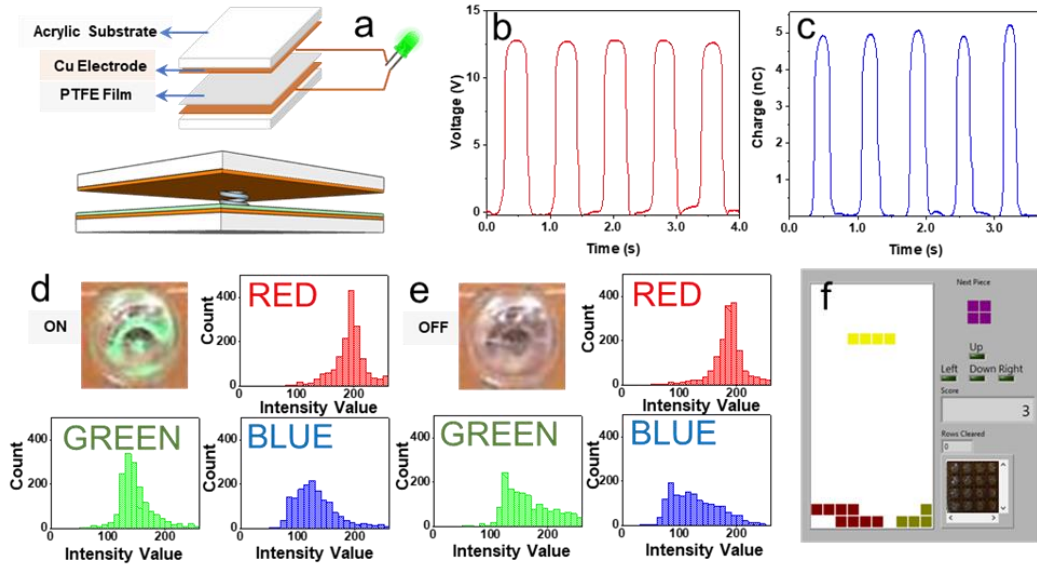 a
Acrylic Substrate
Cu Electrode
PTFE Film
b
15
10
5
0
Voltage (V)
0.0 1.0 2.0 3.0 4.0
Time (s)
c
5
4
3
2
1
0
Charge (nC)
0.0 1.0 2.0 3.0
Time (s)
d
ON
RED
400
200
0
Count
200
Intensity Value
GREEN
400
200
0
Count
0 100 200
Intensity Value
BLUE
400
200
0
Count
0 100 200
Intensity Value
e
OFF
RED
400
200
0
Count
200
Intensity Value
GREEN
400
200
0
Count
0 100 200
Intensity Value
BLUE
400
200
0
Count
0 100 200
Intensity Value
f
Next Piece
Up
Left Down Right
Score
3
Rows Cleared
0